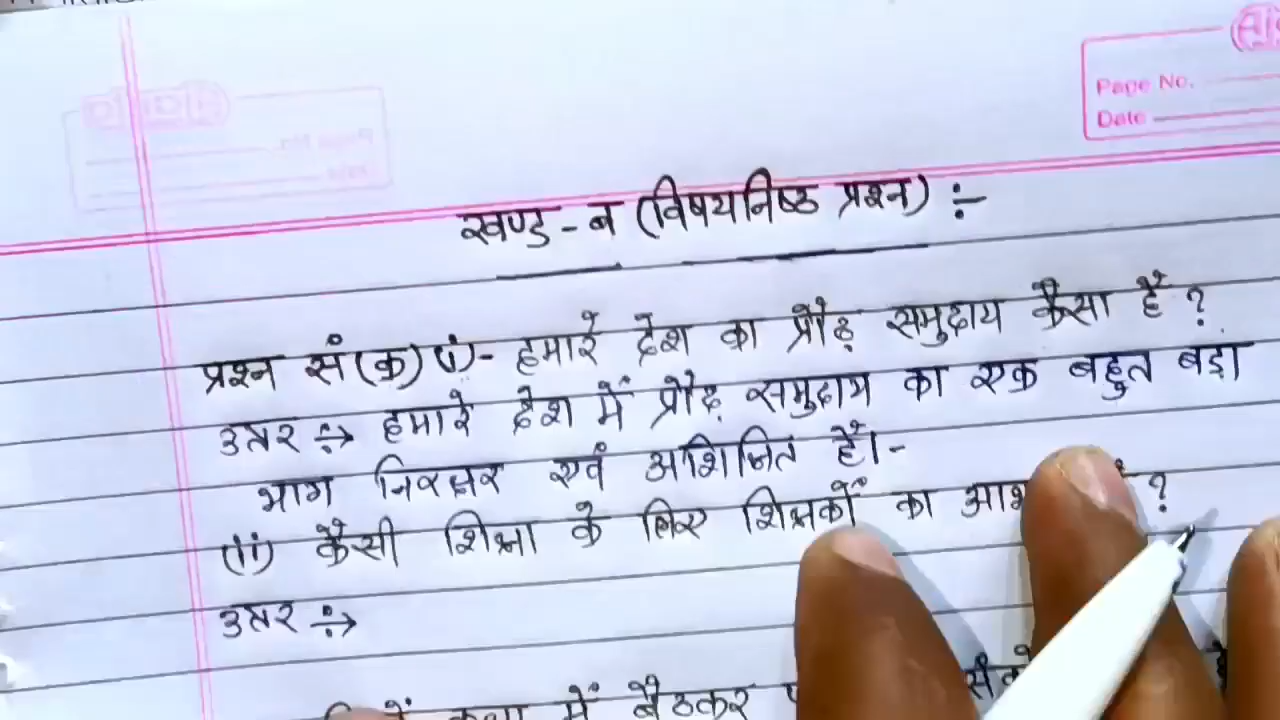 Page No.
Date
खण्ड - ब (विषयनिष्ठ प्रश्न) :-
प्रश्न सं (क) (i) - हमारे देश का प्रौढ़ समुदाय कैसा है ?
उत्तर ÷→ हमारे देश में प्रौढ़ समुदाय का एक बहुत बड़ा
भाग निरक्षर एवं अशिक्षित है।-
(ii) कैसी शिक्षा के लिए शिक्षकों का ?
उत्तर ÷→
में बैठकर